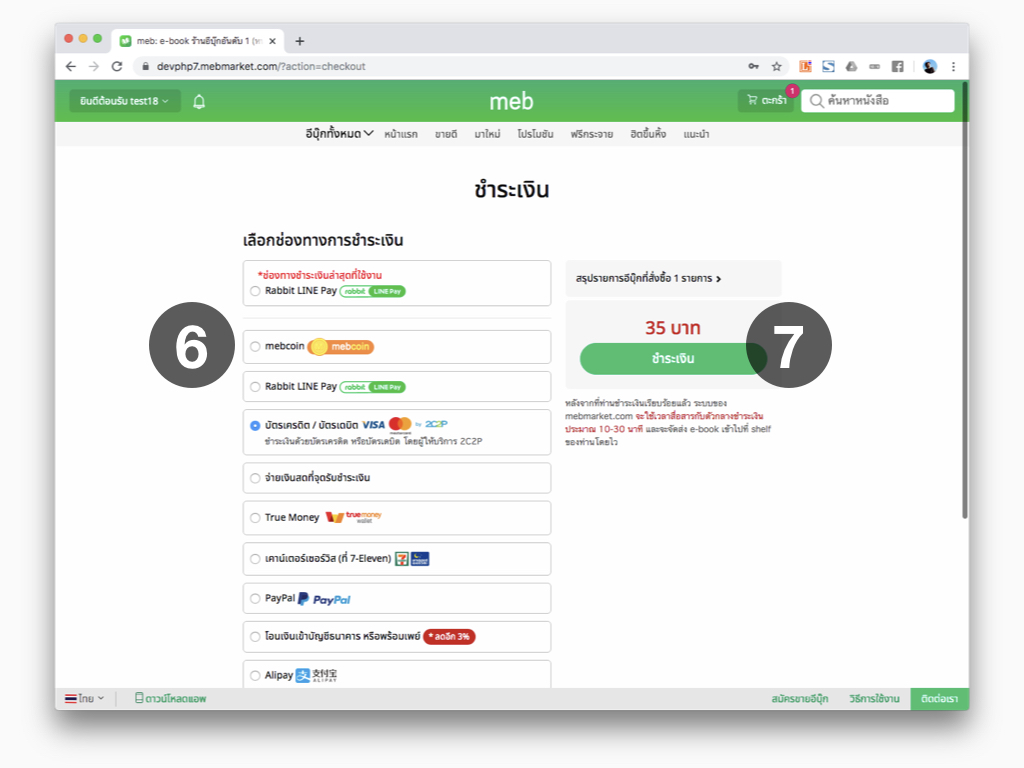 meb: e-book ร้านอีบุ๊กอันดับ 1
devphp7.mebmarket.com/?action=checkout
ยินดีต้อนรับ test18
meb
ตะกร้า
1
ค้นหาหนังสือ
อีบุ๊กทั้งหมด หน้าแรก ขายดี มาใหม่ โปรโมชัน ฟรีกระจาย ฮิตขึ้นหิ้ง แนะนำ
ชำระเงิน
เลือกช่องทางการชำระเงิน
*ช่องทางชำระเงินล่าสุดที่ใช้งาน
Rabbit LINE Pay rabbit LINE Pay
6
mebcoin mebcoin
Rabbit LINE Pay rabbit LINE Pay
บัตรเครดิต / บัตรเดบิต VISA mastercard by 2C2P
ชำระเงินด้วยบัตรเครดิต หรือบัตรเดบิต โดยผู้ให้บริการ 2C2P
จ่ายเงินสดที่จุดรับชำระเงิน
True Money truemoney wallet
เคาน์เตอร์เซอร์วิส (ที่ 7-Eleven)
PayPal PayPal
โอนเงินเข้าบัญชีธนาคาร หรือพร้อมเพย์ * ลดอีก 3%
Alipay 支 支付宝 ALIPAY
สรุปรายการอีบุ๊กที่สั่งซื้อ 1 รายการ
35 บาท
ชำระเงิน
7
หลังจากที่ท่านชำระเงินเรียบร้อยแล้ว ระบบของ
mebmarket.com จะใช้เวลาสื่อสารกับตัวกลางชำระเงิน
ประมาณ 10-30 นาที และจะจัดส่ง e-book เข้าไปที่ shelf
ของท่านโดยไว
ไทย ดาวน์โหลดแอพ สมัครขายอีบุ๊ก วิธีการใช้งาน ติดต่อเรา